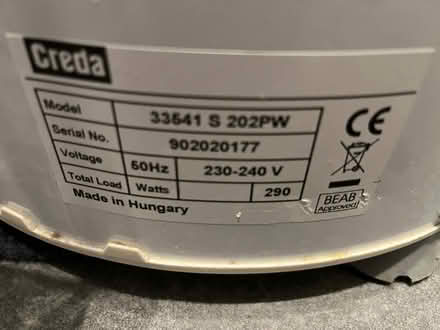 Creda
Model 33541 S 202PW
Serial No. 902020177
Voltage 50Hz 230-240 V
Total Load Watts 290
Made in Hungary
CE
BEAB
Approved